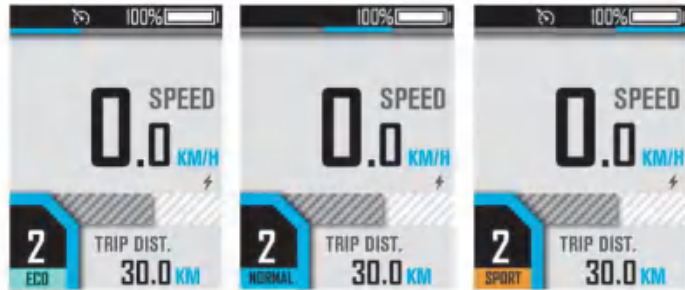 100%
SPEED
0.0 KM/H
2
ECO
TRIP DIST.
30.0 KM
100%
SPEED
0.0 KM/H
2
NORMAL
TRIP DIST.
30.0 KM
100%
SPEED
0.0 KM/H
2
SPORT
TRIP DIST.
30.0 KM